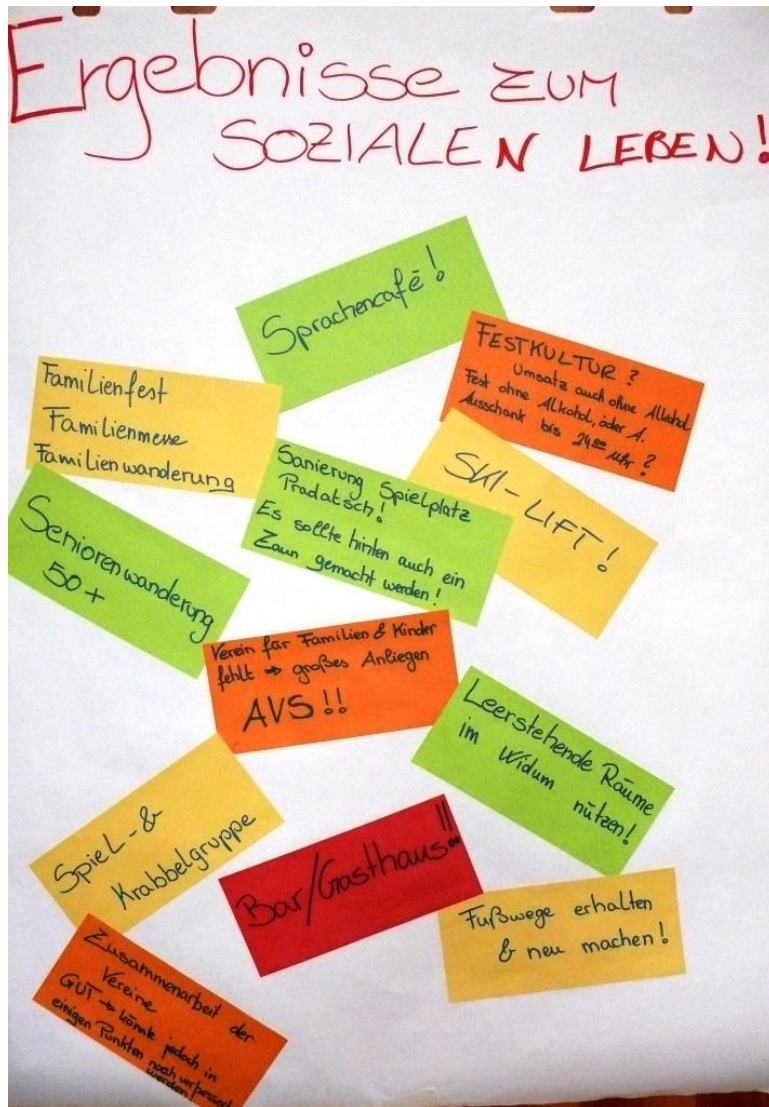 Ergebnisse zum
SOZIALEN LEBEN!
Sprachencafé!
FESTKULTUR?
Umsatz auch ohne Alkohol
Fest ohne Alkohol, oder A.
Ausschank bis 24 00 Uhr?
Familienfest
Familienmesse
Familienwanderung
SKI-LIFT!
Sanierung Spielplatz
Pradatsch!
Es sollte hinten auch ein
Zaun gemacht werden!
Seniorenwanderung
50+
Verein für Familien & Kinder
fehlt → großes Anliegen
AVS!!
Leerstehende Räume
im Widum
nützen!
Spiel- &
Krabbelgruppe
Bar/Gasthaus!!
Fußwege erhalten
& neu machen!
Zusammenarbeit der
Vereine
GUT → könnte jedoch in
einigen Punkten noch verbessert
werden!